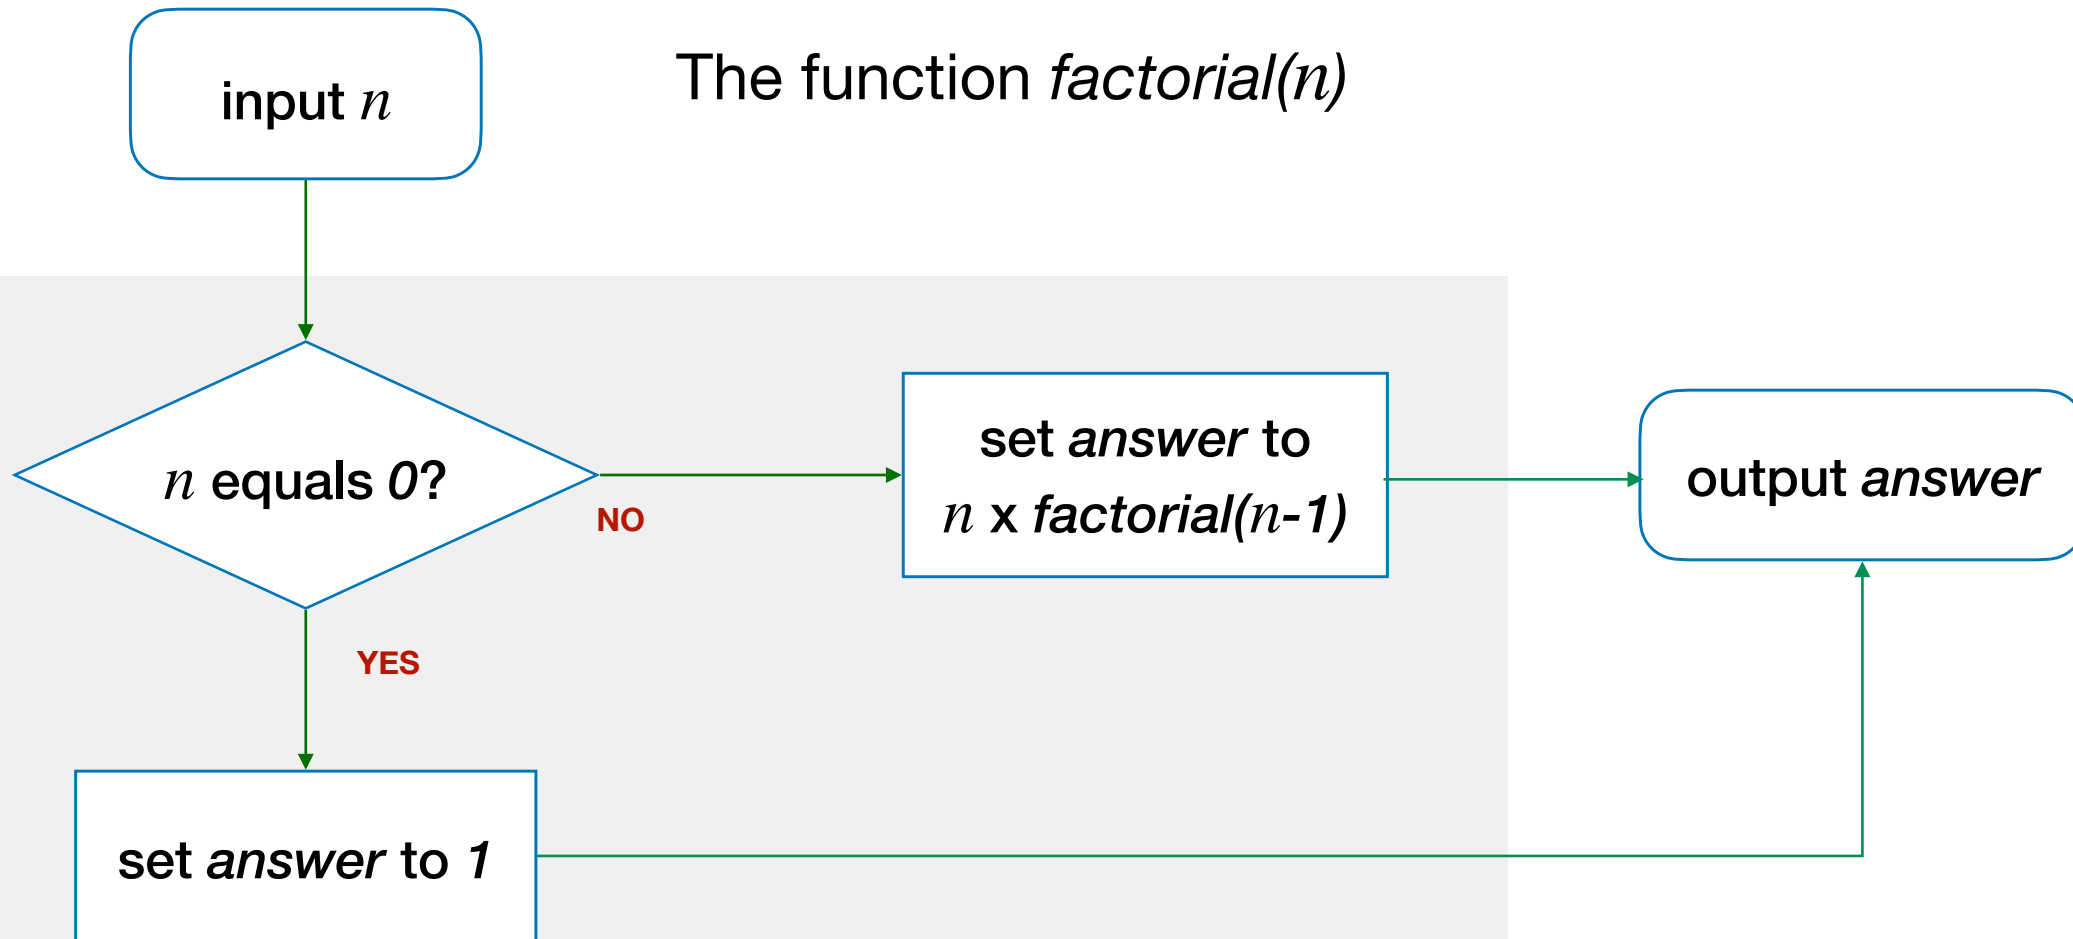 The function factorial(n)
input n
n equals 0?
NO
set answer to
n x factorial(n-1)
output answer
YES
set answer to 1